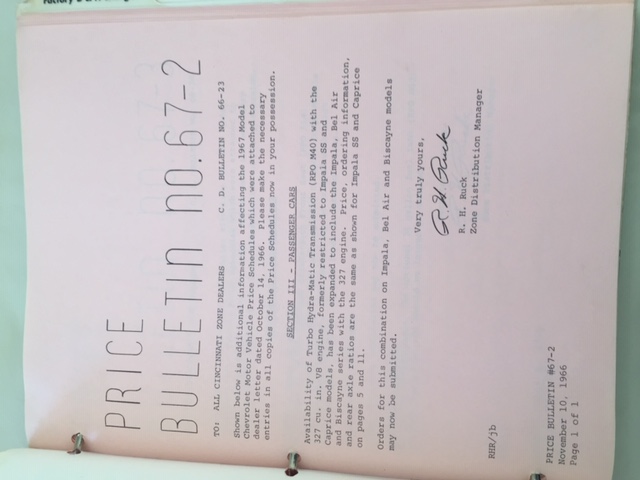 PRICE
BULLETIN NO. 67-2
TO: ALL CINCINNATI ZONE DEALERS C. D. BULLETIN NO. 66-23
Shown below is additional information affecting the 1967 Model
Chevrolet Motor Vehicle Price Schedules which were attached to
dealer letter dated October 14, 1966. Please make the necessary
entries in all copies of the Price Schedules now in your possession.
SECTION III - PASSENGER CARS
Availability of Turbo Hydra-Matic Transmission (RPO M40) with the
327 cu. in. V8 engine, formerly restricted to Impala SS and
Caprice models, has been expanded to include the Impala, Bel Air
and Biscayne series with the 327 engine. Price, ordering information,
and rear axle ratios are the same as shown for Impala SS and Caprice
on pages 5 and 11.
Orders for this combination on Impala, Bel Air and Biscayne models
may now be submitted.
Very truly yours,
R H Ruck
R. H. Ruck
Zone Distribution Manager
RHR/jb
PRICE BULLETIN #67-2
November 10, 1966
Page 1 of 1